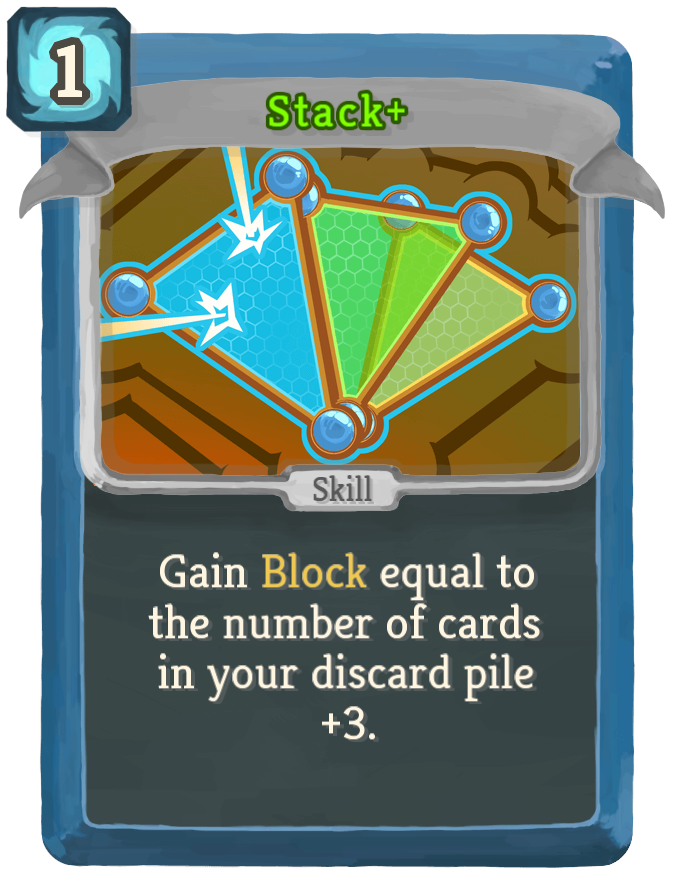 1
Stack+
Skill
Gain Block equal to
the number of cards
in your discard pile
+3.